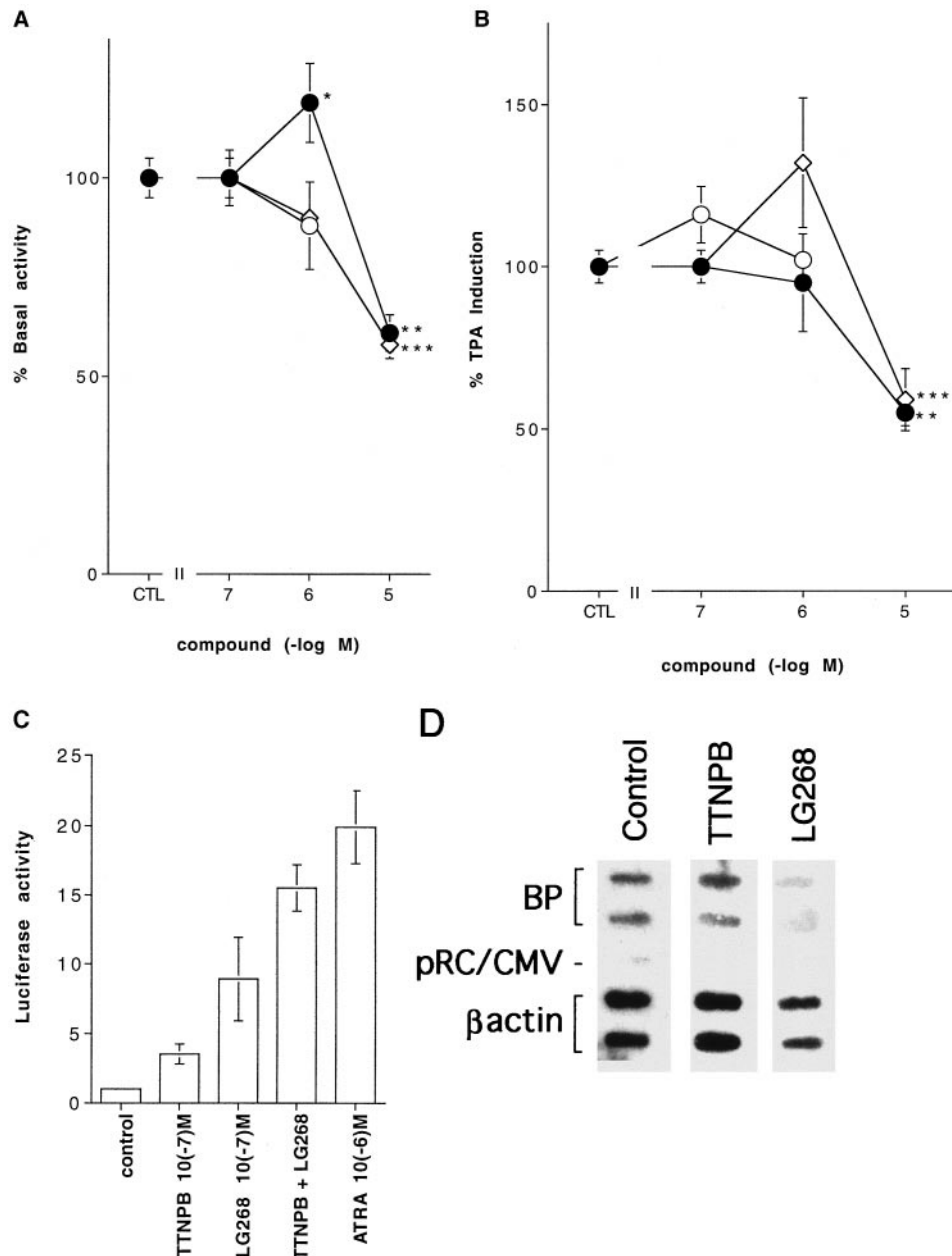 A
% Basal activity
100
50
0
*
* *
* * *
CTL
II
7
6
5
compound (-log M)
B
% TPA Induction
150
100
50
0
* * *
* *
CTL
II
7
6
5
compound (-log M)
C
Luciferase activity
25
20
15
10
5
0
control
TTNPB 10(-7)M
LG268 10(-7)M
TTNPB + LG268
ATRA 10(-6)M
D
Control
TTNPB
LG268
BP
pRC/CMV -
βactin